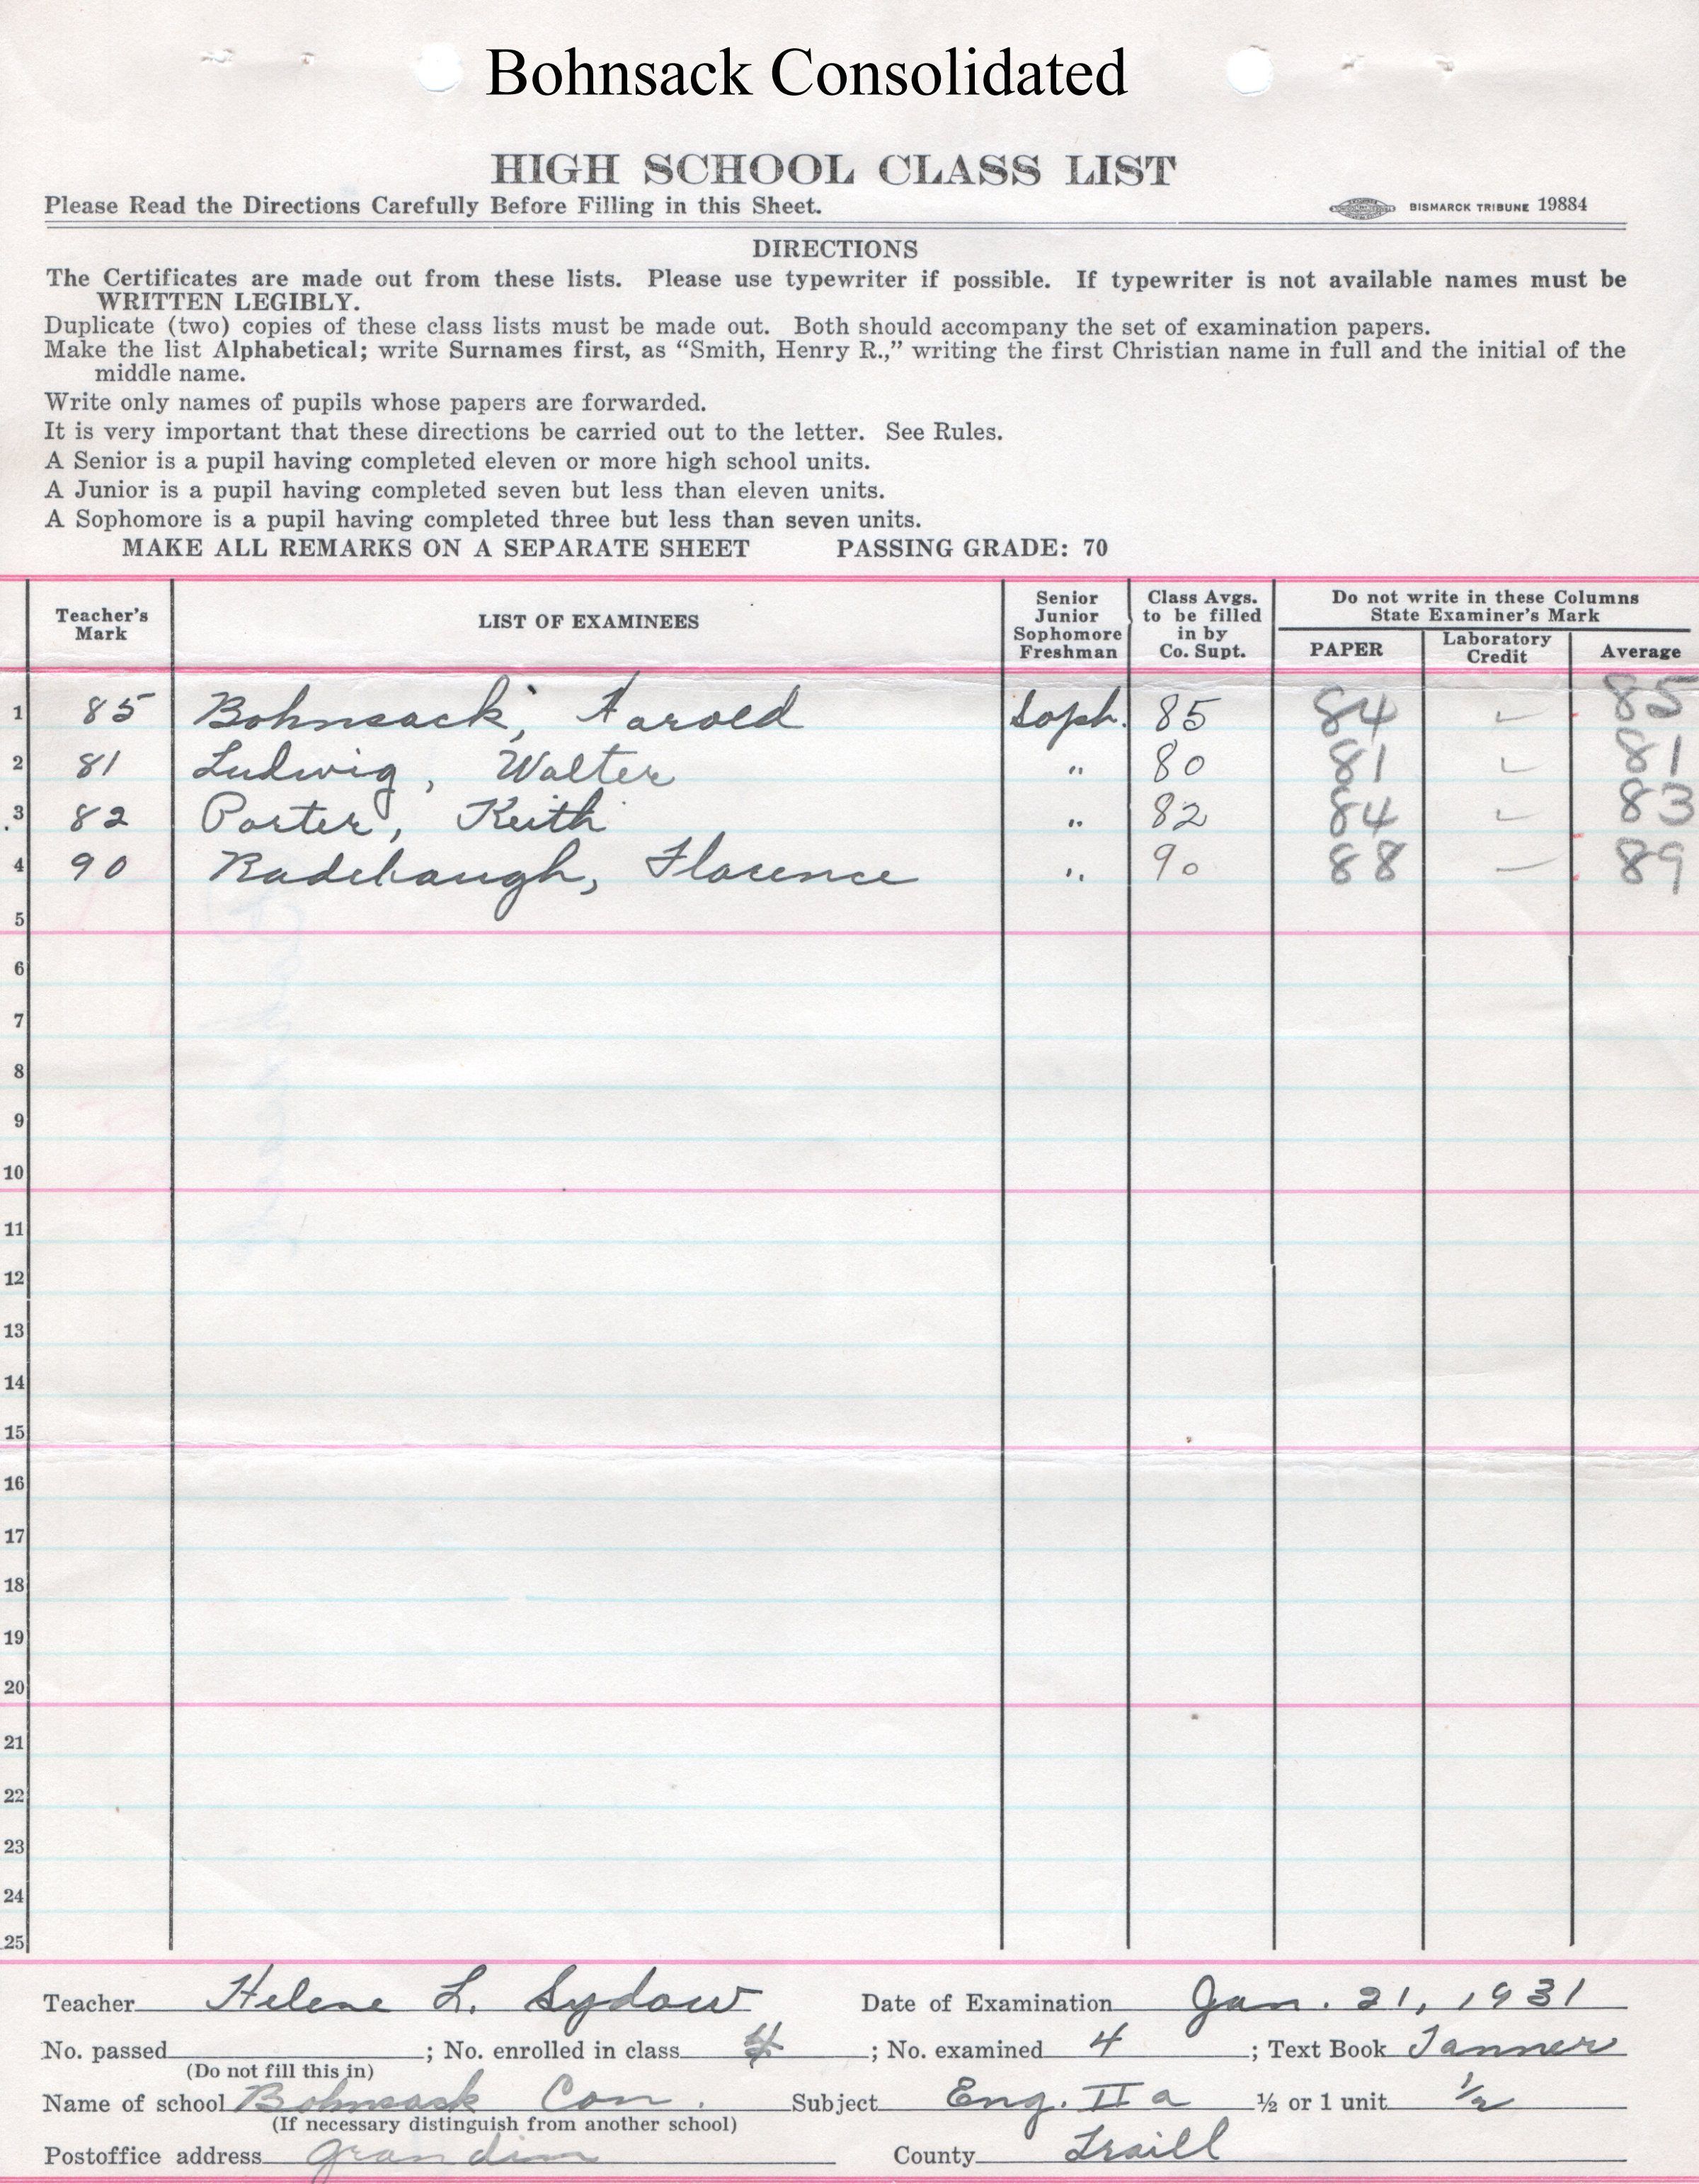 Bohnsack Consolidated
HIGH SCHOOL CLASS LIST
Please Read the Directions Carefully Before Filling in this Sheet. BISMARCK TRIBUNE 19884
DIRECTIONS
The Certificates are made out from these lists. Please use typewriter if possible. If typewriter is not available names must be
WRITTEN LEGIBLY.
Duplicate (two) copies of these class lists must be made out. Both should accompany the set of examination papers.
Make the list Alphabetical; write Surnames first, as “Smith, Henry R.,” writing the first Christian name in full and the initial of the
middle name.
Write only names of pupils whose papers are forwarded.
It is very important that these directions be carried out to the letter. See Rules.
A Senior is a pupil having completed eleven or more high school units.
A Junior is a pupil having completed seven but less than eleven units.
A Sophomore is a pupil having completed three but less than seven units.
MAKE ALL REMARKS ON A SEPARATE SHEET PASSING GRADE: 70
Teacher's Mark LIST OF EXAMINEES Senior Junior Sophomore Freshman Class Avgs. to be filled in by Co. Supt. Do not write in these Columns State Examiner's Mark
PAPER Laboratory Credit Average
1 85 Bohnsack, Harold Soph. 85 84 ✓ 85
2 81 Ludwig, Walter " 80 81 ✓ 81
3 82 Porter, Keith " 82 84 ✓ 83
4 90 Radebaugh, Florence " 90 88 — 89
5
6
7
8
9
10
11
12
13
14
15
16
17
18
19
20
21
22
23
24
25
Teacher Helene L. Sydow Date of Examination Jan. 21, 1931
No. passed ; No. enrolled in class 4 ; No. examined 4 ; Text Book Tanner
(Do not fill this in)
Name of school Bohnsack Con. Subject Eng. II a ½ or 1 unit ½
(If necessary distinguish from another school)
Postoffice address Grandin County Traill